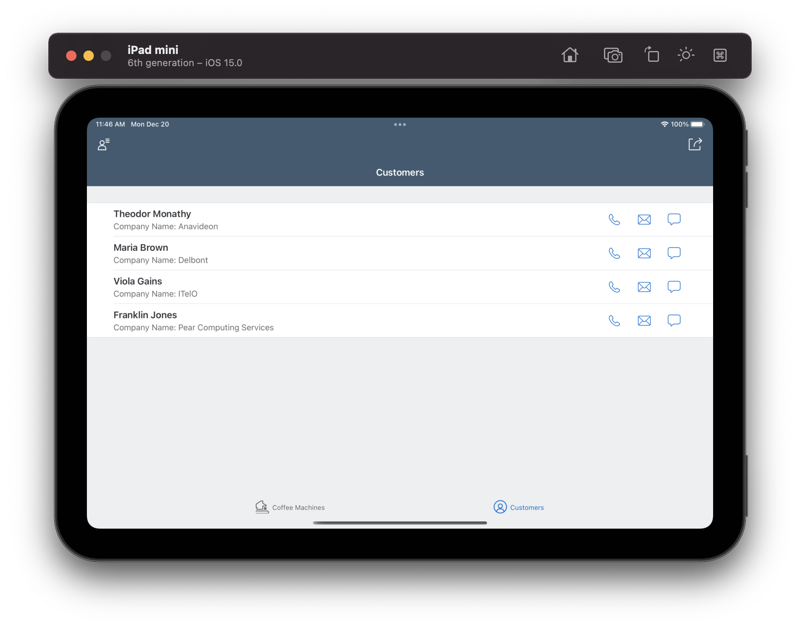 iPad mini
6th generation – iOS 15.0
11:46 AM Mon Dec 20
100%
Customers
Theodor Monathy
Company Name: Anavideon
Maria Brown
Company Name: Delbont
Viola Gains
Company Name: ITelO
Franklin Jones
Company Name: Pear Computing Services
Coffee Machines
Customers